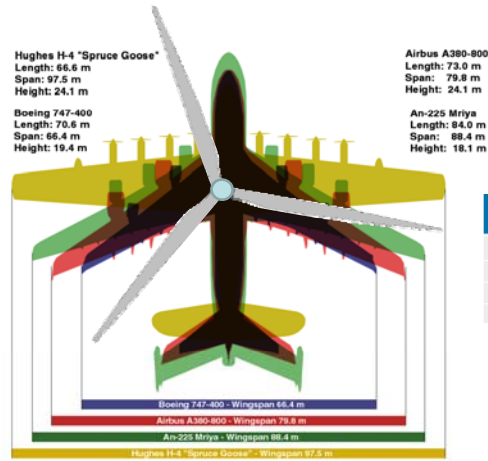 Hughes H-4 "Spruce Goose"
Length: 66.6 m
Span: 97.5 m
Height: 24.1 m
Airbus A380-800
Length: 73.0 m
Span: 79.8 m
Height: 24.1 m
Boeing 747-400
Length: 70.6 m
Span: 66.4 m
Height: 19.4 m
An-225 Mriya
Length: 84.0 m
Span: 88.4 m
Height: 18.1 m
Boeing 747-400 - Wingspan 66.4 m
Airbus A380-800 - Wingspan 79.8 m
An-225 Mriya - Wingspan 88.4 m
Hughes H-4 "Spruce Goose" - Wingspan 97.5 m